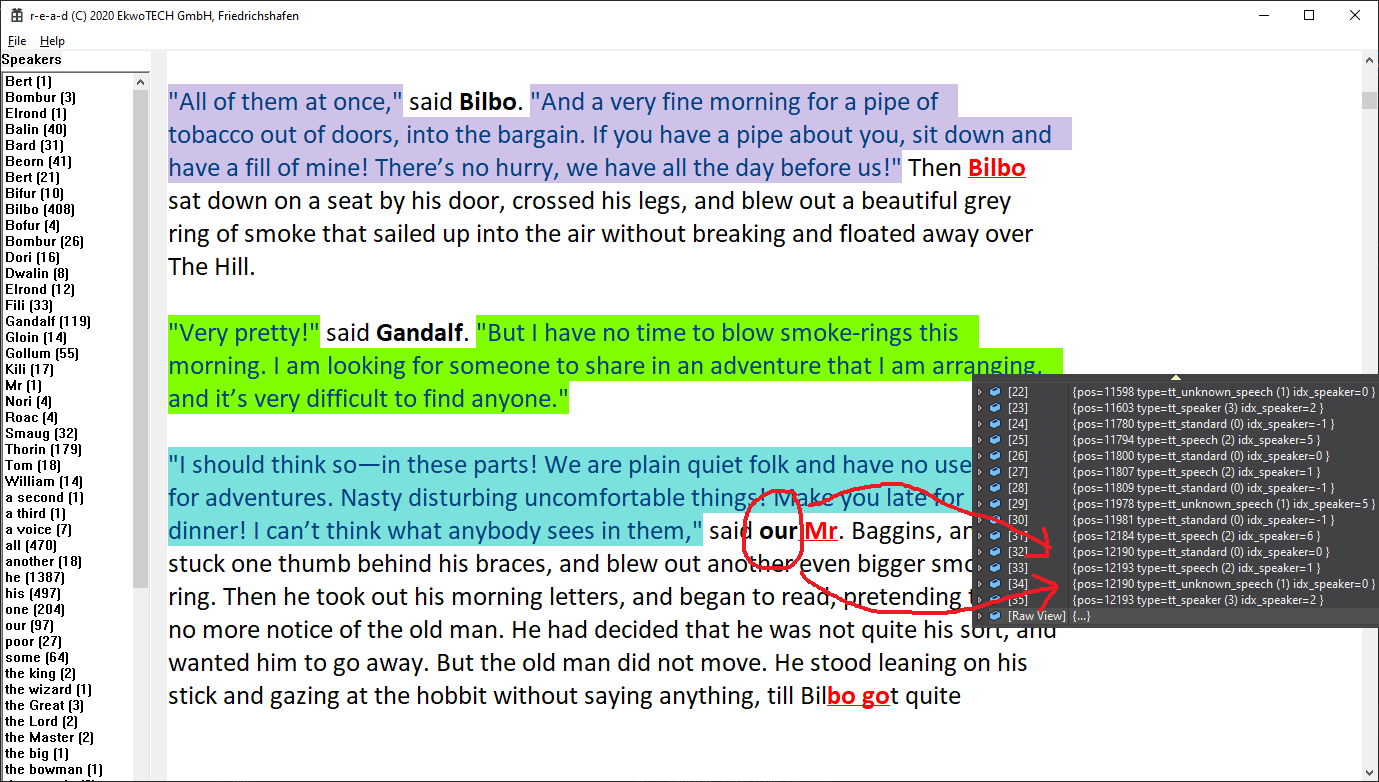 r-e-a-d (C) 2020 EkwoTECH GmbH, Friedrichshafen
File Help
Speakers
Bert (1)
Bombur (3)
Elrond (1)
Balin (40)
Bard (31)
Beorn (41)
Bert (21)
Bifur (10)
Bilbo (408)
Bofur (4)
Bombur (26)
Dori (16)
Dwalin (8)
Elrond (12)
Fili (33)
Gandalf (119)
Gloin (14)
Gollum (55)
Kili (17)
Mr (1)
Nori (4)
Roac (4)
Smaug (32)
Thorin (179)
Tom (18)
William (14)
a second (1)
a third (1)
a voice (7)
all (470)
another (18)
he (1387)
his (497)
one (204)
our (97)
poor (27)
some (64)
the king (2)
the wizard (1)
the Great (3)
the Lord (2)
the Master (2)
the big (1)
the bowman (1)
"All of them at once," said Bilbo. "And a very fine morning for a pipe of
tobacco out of doors, into the bargain. If you have a pipe about you, sit down and
have a fill of mine! There’s no hurry, we have all the day before us!" Then Bilbo
sat down on a seat by his door, crossed his legs, and blew out a beautiful grey
ring of smoke that sailed up into the air without breaking and floated away over
The Hill.
"Very pretty!" said Gandalf. "But I have no time to blow smoke-rings this
morning. I am looking for someone to share in an adventure that I am arranging,
and it’s very difficult to find anyone."
"I should think so—in these parts! We are plain quiet folk and have no use
for adventures. Nasty disturbing uncomfortable things! Make you late for
dinner! I can’t think what anybody sees in them," said our Mr. Baggins, an
stuck one thumb behind his braces, and blew out another even bigger smo
ring. Then he took out his morning letters, and began to read, pretending t
no more notice of the old man. He had decided that he was not quite his sort, and
wanted him to go away. But the old man did not move. He stood leaning on his
stick and gazing at the hobbit without saying anything, till Bilbo got quite
[22] {pos=11598 type=tt_unknown_speech (1) idx_speaker=0 }
[23] {pos=11603 type=tt_speaker (3) idx_speaker=2 }
[24] {pos=11780 type=tt_standard (0) idx_speaker=-1 }
[25] {pos=11794 type=tt_speech (2) idx_speaker=5 }
[26] {pos=11800 type=tt_standard (0) idx_speaker=0 }
[27] {pos=11807 type=tt_speech (2) idx_speaker=1 }
[28] {pos=11809 type=tt_standard (0) idx_speaker=-1 }
[29] {pos=11978 type=tt_unknown_speech (1) idx_speaker=5 }
[30] {pos=11981 type=tt_standard (0) idx_speaker=-1 }
[31] {pos=12184 type=tt_speech (2) idx_speaker=6 }
[32] {pos=12190 type=tt_standard (0) idx_speaker=0 }
[33] {pos=12193 type=tt_speech (2) idx_speaker=1 }
[34] {pos=12190 type=tt_unknown_speech (1) idx_speaker=0 }
[35] {pos=12193 type=tt_speaker (3) idx_speaker=2 }
[Raw View] {...}